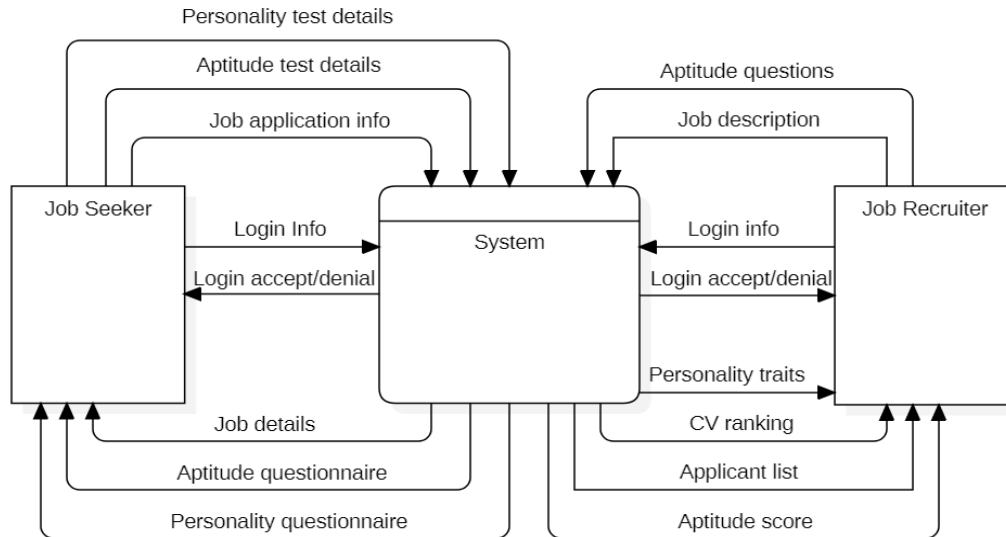 Personality test details
Aptitude test details
Aptitude questions
Job application info
Job description
Job Seeker
Job Recruiter
Login Info
System
Login info
Login accept/denial
Login accept/denial
Personality traits
Job details
CV ranking
Aptitude questionnaire
Applicant list
Personality questionnaire
Aptitude score